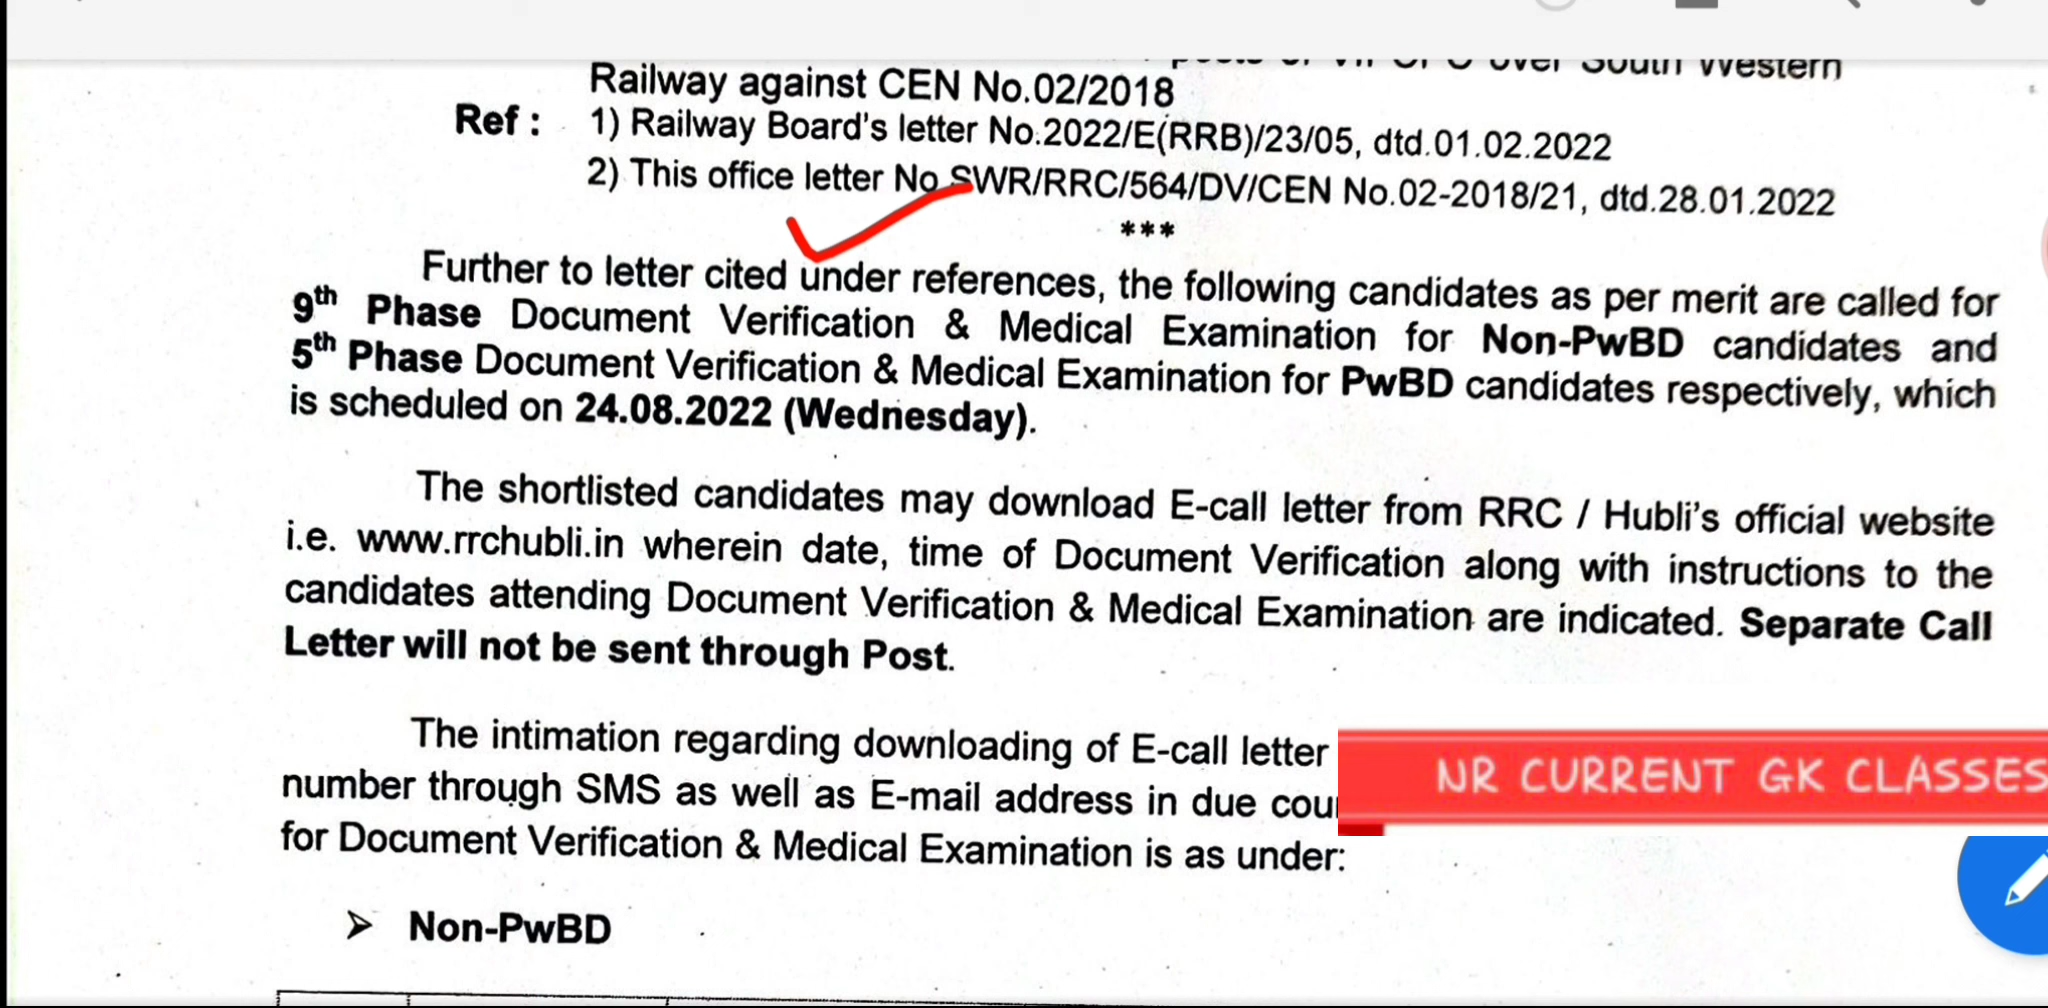 over South Western
Railway against CEN No.02/2018
Ref : 1) Railway Board's letter No.2022/E(RRB)/23/05, dtd.01.02.2022
2) This office letter No SWR/RRC/564/DV/CEN No.02-2018/21, dtd.28.01.2022
***
Further to letter cited under references, the following candidates as per merit are called for
9th Phase Document Verification & Medical Examination for Non-PwBD candidates and
5th Phase Document Verification & Medical Examination for PwBD candidates respectively, which
is scheduled on 24.08.2022 (Wednesday).
The shortlisted candidates may download E-call letter from RRC / Hubli's official website
i.e. www.rrchubli.in wherein date, time of Document Verification along with instructions to the
candidates attending Document Verification & Medical Examination are indicated. Separate Call
Letter will not be sent through Post.
The intimation regarding downloading of E-call letter
NR CURRENT GK CLASSES
number through SMS as well as E-mail address in due
for Document Verification & Medical Examination is as under:
➢ Non-PwBD